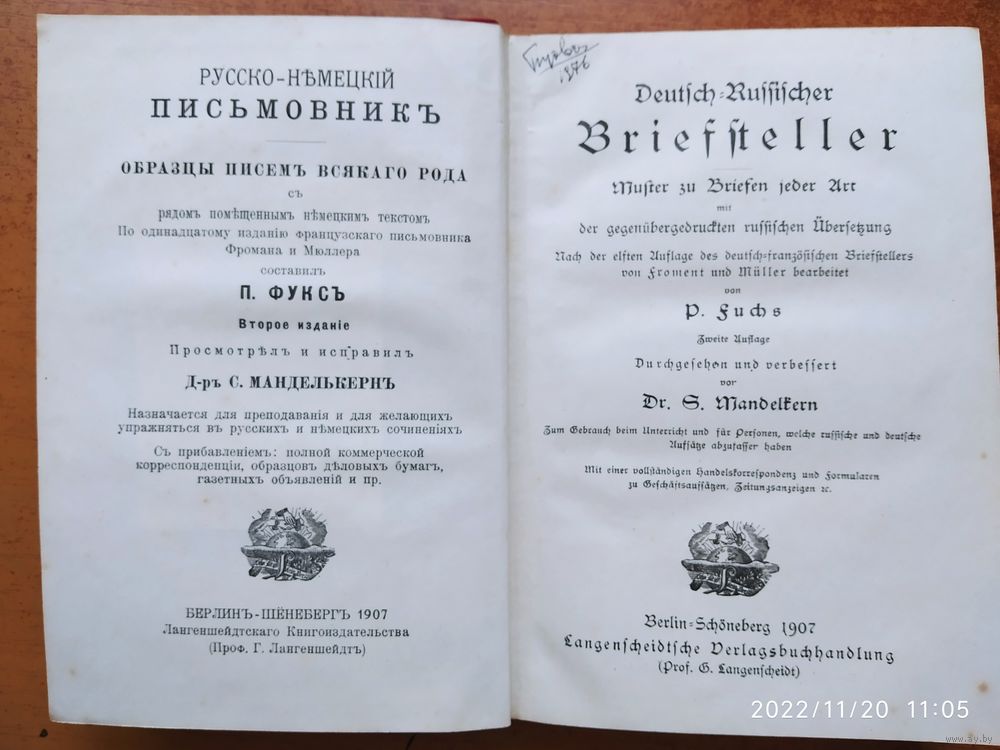 РУССКО-НѢМЕЦКІЙ
ПИСЬМОВНИКЪ
ОБРАЗЦЫ ПИСЕМЪ ВСЯКАГО РОДА
съ
рядомъ помѣщеннымъ нѣмецкимъ текстомъ
По одинадцатому изданію французскаго письмовника
Фромана и Мюллера
составилъ
П. ФУКСЪ
Второе изданіе
Просмотрѣлъ и исправилъ
Д-ръ С. МАНДЕЛЬКЕРНЪ
Назначается для преподаванія и для желающихъ
упражняться въ русскихъ и нѣмецкихъ сочиненіяхъ
Съ прибавленіемъ: полной коммерческой
корреспонденціи, образцовъ дѣловыхъ бумагъ,
газетныхъ объявленій и пр.
БЕРЛИНЪ-ШЁНЕБЕРГЪ 1907
Лангеншейдтскаго Книгоиздательства
(Проф. Г. Лангеншейдтъ)
1976
Deutsch-Russischer
Briefsteller
Muster zu Briefen jeder Art
mit
der gegenübergedruckten russischen Übersetzung
Nach der elften Auflage des deutsch-französischen Briefstellers
von Froment und Müller bearbeitet
von
P. Fuchs
Zweite Auflage
Durchgesehen und verbessert
von
Dr. S. Mandelkern
Zum Gebrauch beim Unterricht und für Personen, welche russische und deutsche
Aufsätze abzufassen haben
Mit einer vollständigen Handelskorrespondenz und Formularen
zu Geschäftsaufsätzen, Zeitungsanzeigen ꝛc.
Berlin-Schöneberg 1907
Langenscheidtsche Verlagsbuchhandlung
(Prof. G. Langenscheidt)
2022/11/20 11:05
www.ay.by